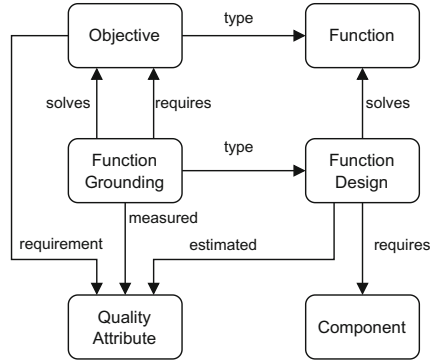 Objective
type
Function
solves
requires
solves
Function
Grounding
type
Function
Design
measured
requirement
estimated
requires
Quality
Attribute
Component